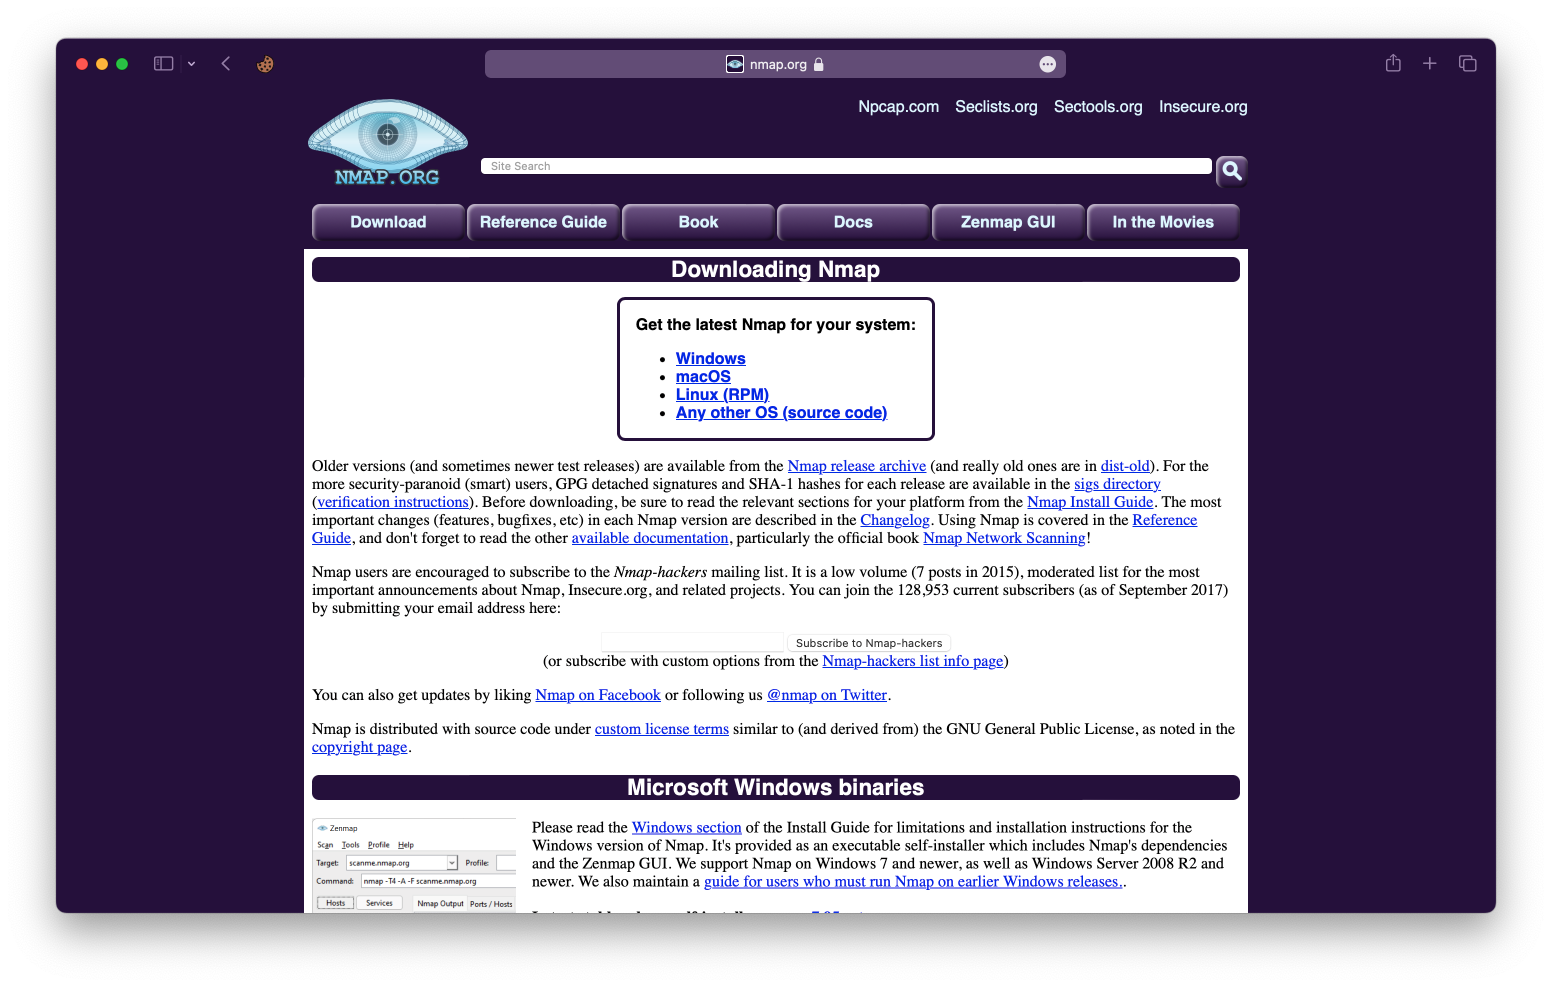 nmap.org
Npcap.com Seclists.org Sectools.org Insecure.org
NMAP.ORG
Site Search
Download Reference Guide Book Docs Zenmap GUI In the Movies
Downloading Nmap
Get the latest Nmap for your system:
• Windows
• macOS
• Linux (RPM)
• Any other OS (source code)
Older versions (and sometimes newer test releases) are available from the Nmap release archive (and really old ones are in dist-old). For the
more security-paranoid (smart) users, GPG detached signatures and SHA-1 hashes for each release are available in the sigs directory
(verification instructions). Before downloading, be sure to read the relevant sections for your platform from the Nmap Install Guide. The most
important changes (features, bugfixes, etc) in each Nmap version are described in the Changelog. Using Nmap is covered in the Reference
Guide, and don't forget to read the other available documentation, particularly the official book Nmap Network Scanning!
Nmap users are encouraged to subscribe to the Nmap-hackers mailing list. It is a low volume (7 posts in 2015), moderated list for the most
important announcements about Nmap, Insecure.org, and related projects. You can join the 128,953 current subscribers (as of September 2017)
by submitting your email address here:
Subscribe to Nmap-hackers
(or subscribe with custom options from the Nmap-hackers list info page)
You can also get updates by liking Nmap on Facebook or following us @nmap on Twitter.
Nmap is distributed with source code under custom license terms similar to (and derived from) the GNU General Public License, as noted in the
copyright page.
Microsoft Windows binaries
Zenmap
Scan Tools Profile Help
Target: scanme.nmap.org Profile:
Command: nmap -T4 -A -F scanme.nmap.org
Hosts Services Nmap Output Ports / Hosts
Please read the Windows section of the Install Guide for limitations and installation instructions for the
Windows version of Nmap. It's provided as an executable self-installer which includes Nmap's dependencies
and the Zenmap GUI. We support Nmap on Windows 7 and newer, as well as Windows Server 2008 R2 and
newer. We also maintain a guide for users who must run Nmap on earlier Windows releases..